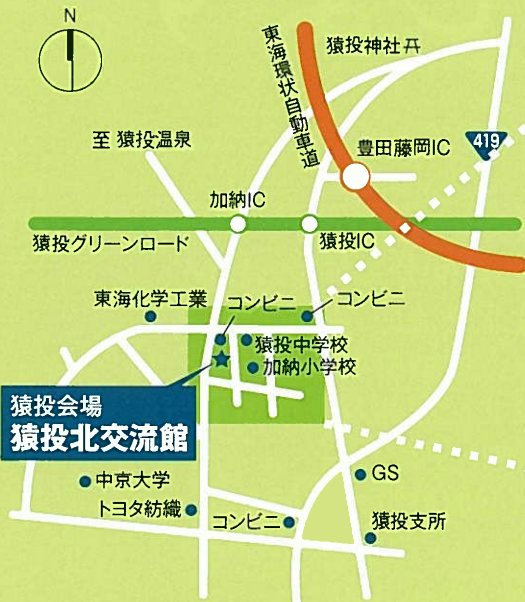 N
猿投神社
東海環状自動車道
419
至 猿投温泉
豊田藤岡IC
加納IC
猿投グリーンロード
猿投IC
東海化学工業
コンビニ
コンビニ
猿投中学校
加納小学校
猿投会場
猿投北交流館
中京大学
GS
トヨタ紡織
コンビニ
猿投支所